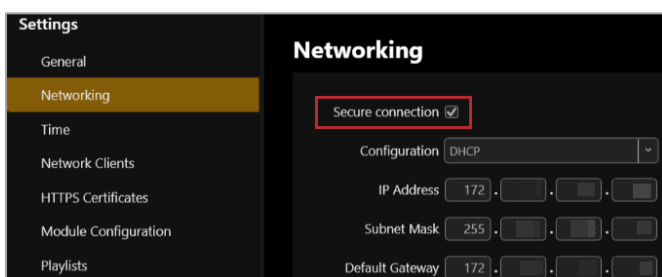 Settings
General
Networking
Time
Network Clients
HTTPS Certificates
Module Configuration
Playlists
Networking
Secure connection
Configuration DHCP
IP Address 172 . . .
Subnet Mask 255 . . .
Default Gateway 172 . . .